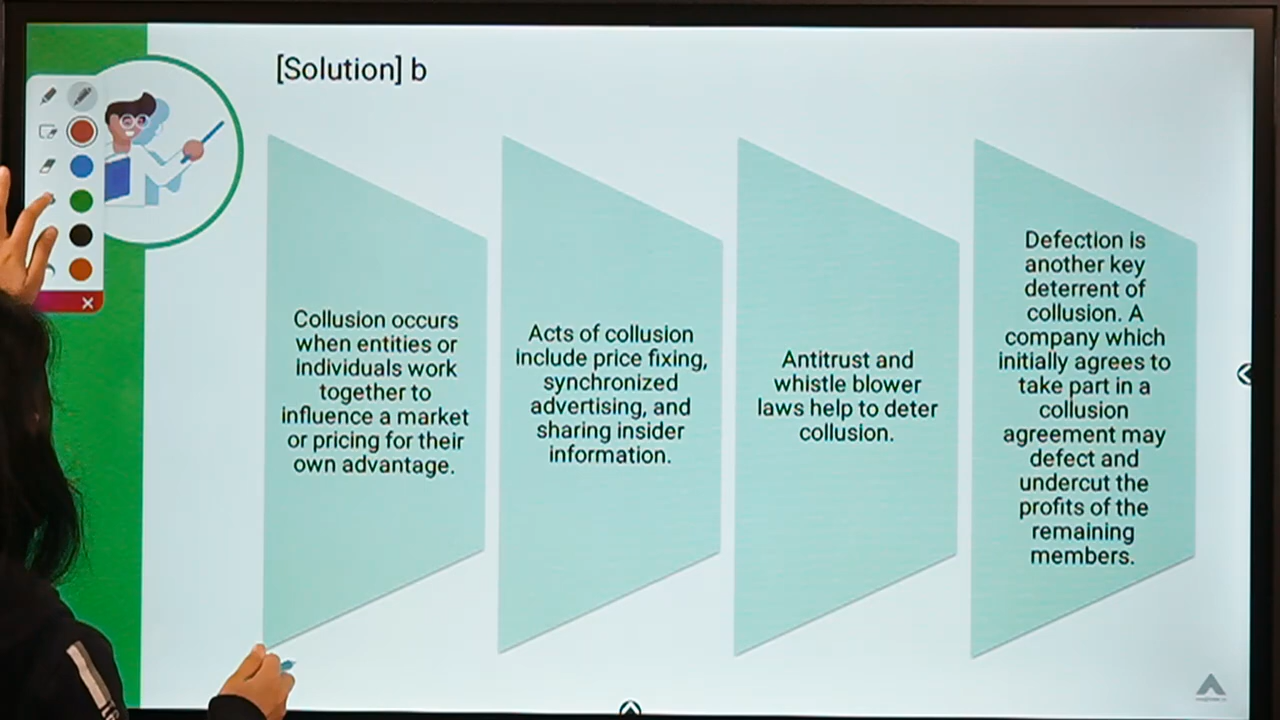 [Solution] b
Collusion occurs
when entities or
individuals work
together to
influence a market
or pricing for their
own advantage.
Acts of collusion
include price fixing,
synchronized
advertising, and
sharing insider
information.
Antitrust and
whistle blower
laws help to deter
collusion.
Defection is
another key
deterrent of
collusion. A
company which
initially agrees to
take part in a
collusion
agreement may
defect and
undercut the
profits of the
remaining
members.